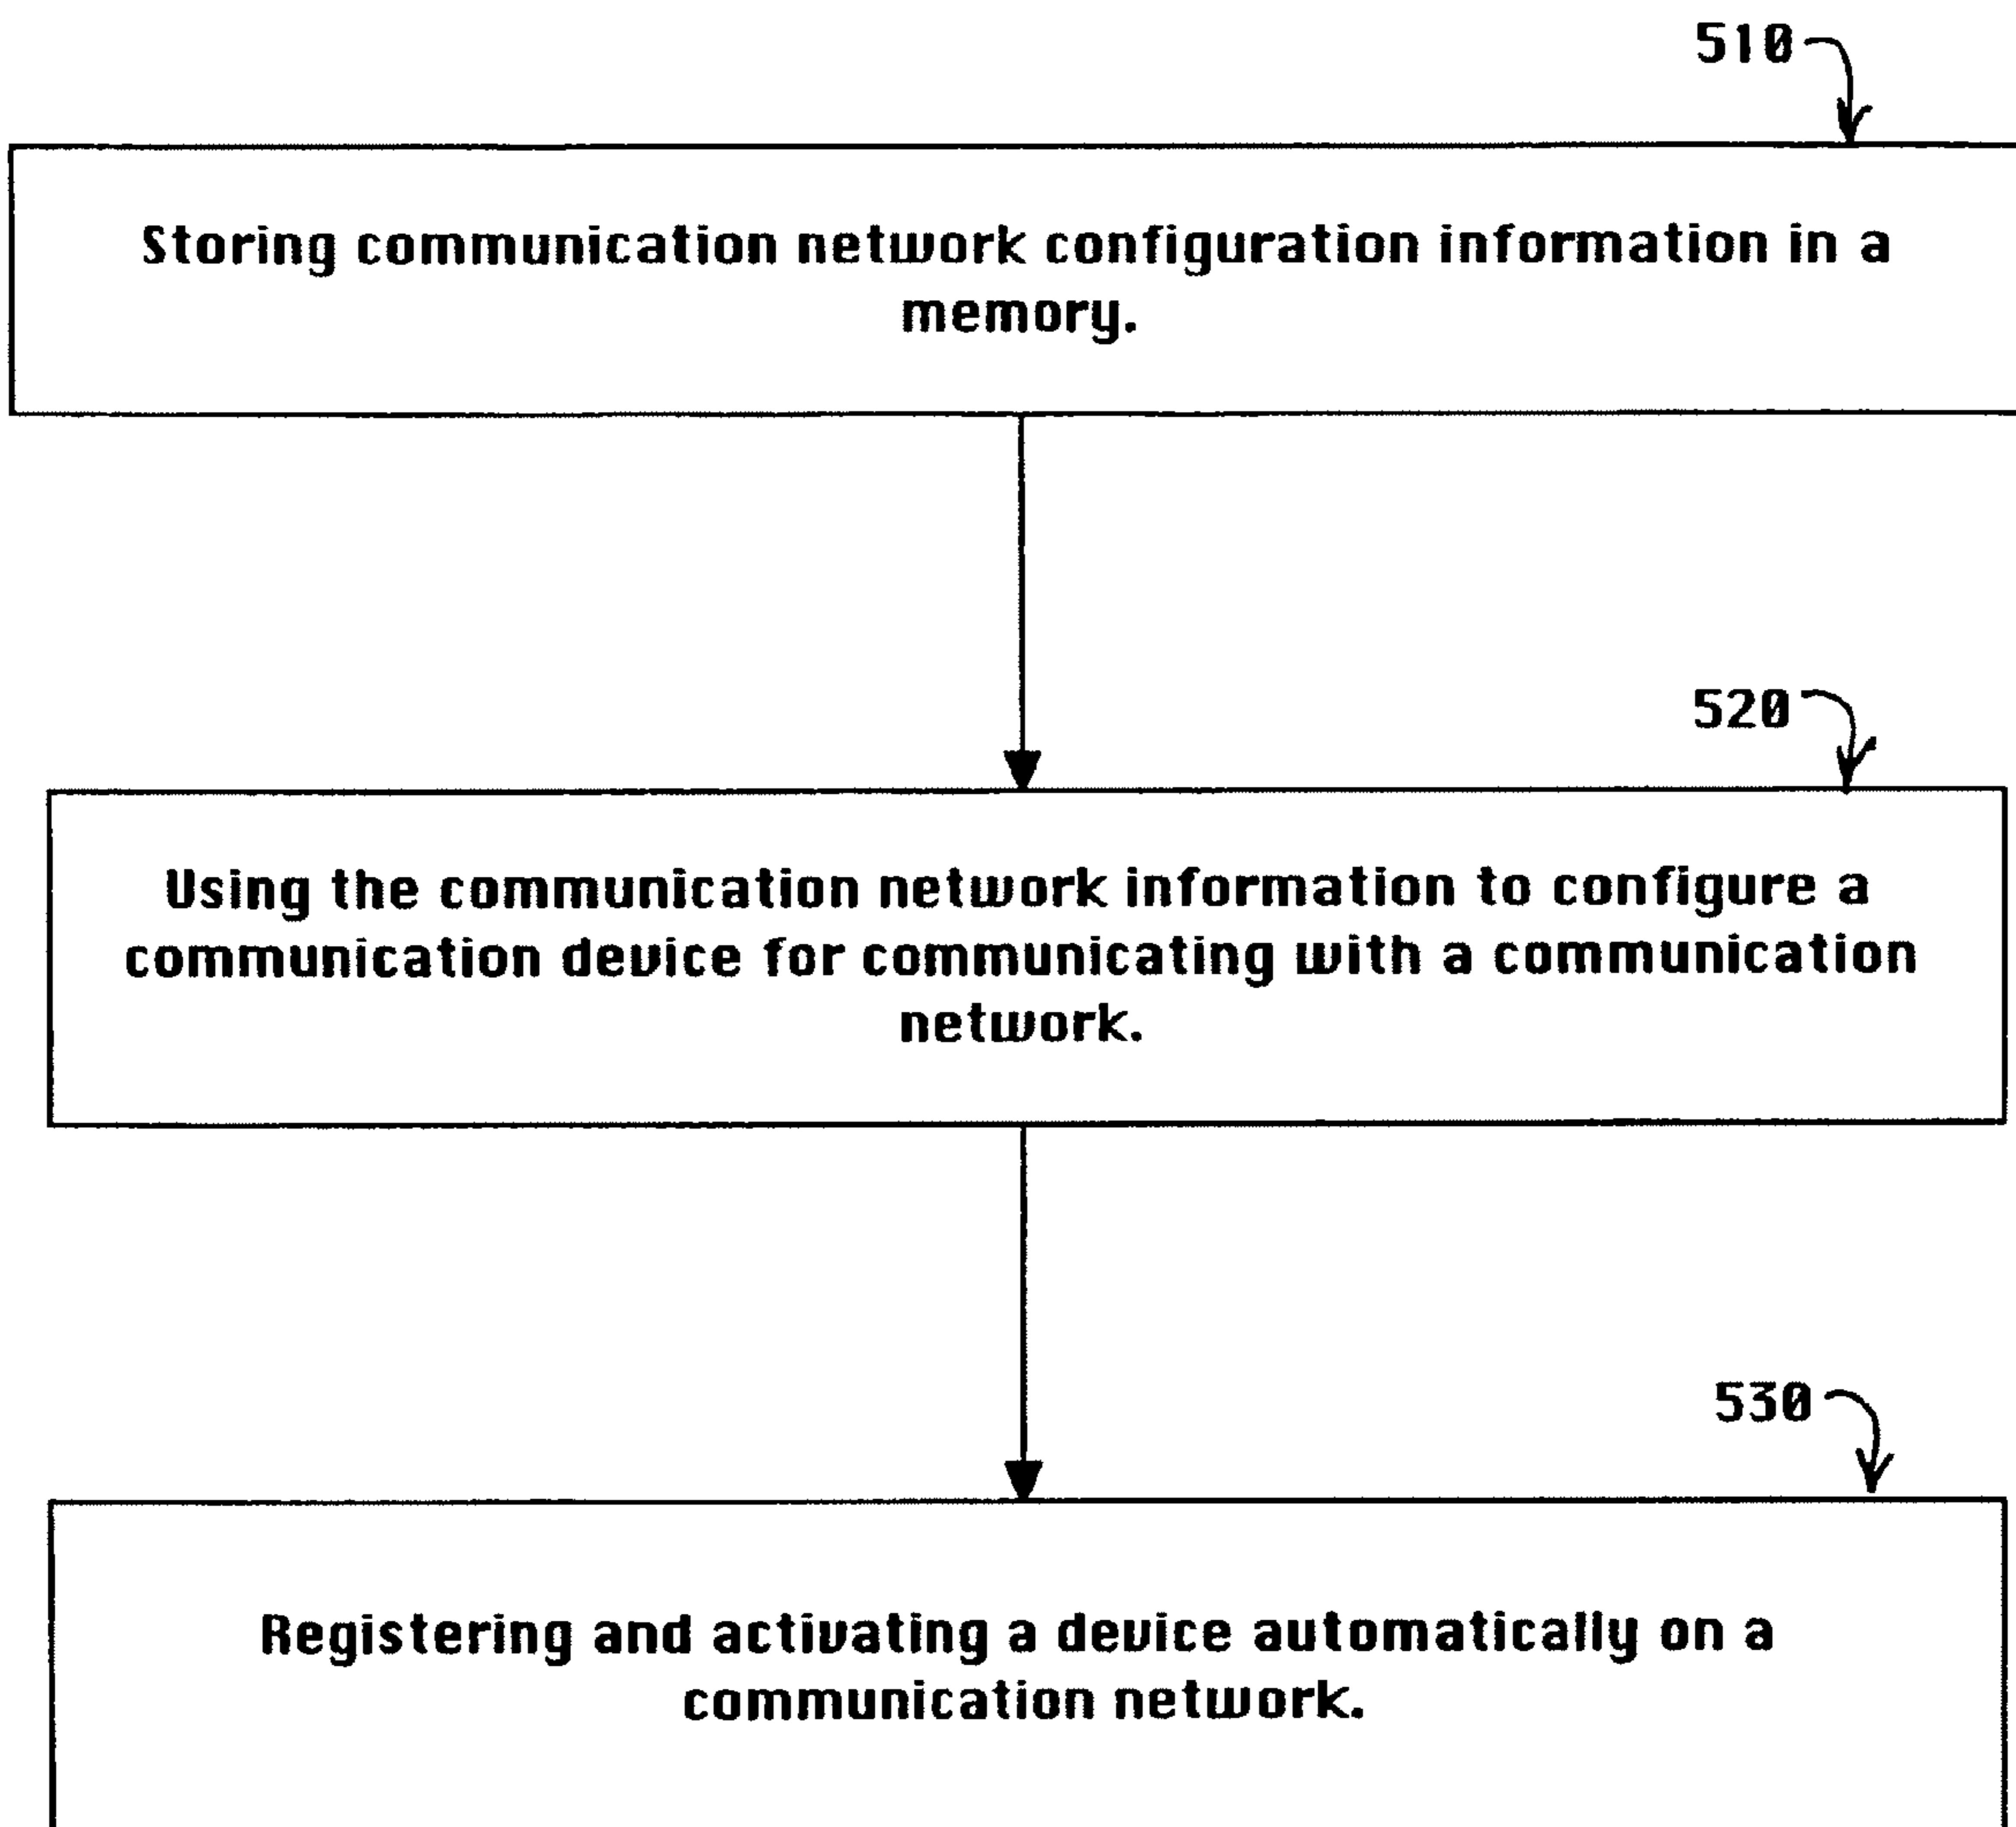 510
Storing communication network configuration information in a
memory.
520
Using the communication network information to configure a
communication device for communicating with a communication
network.
530
Registering and activating a device automatically on a
communication network.